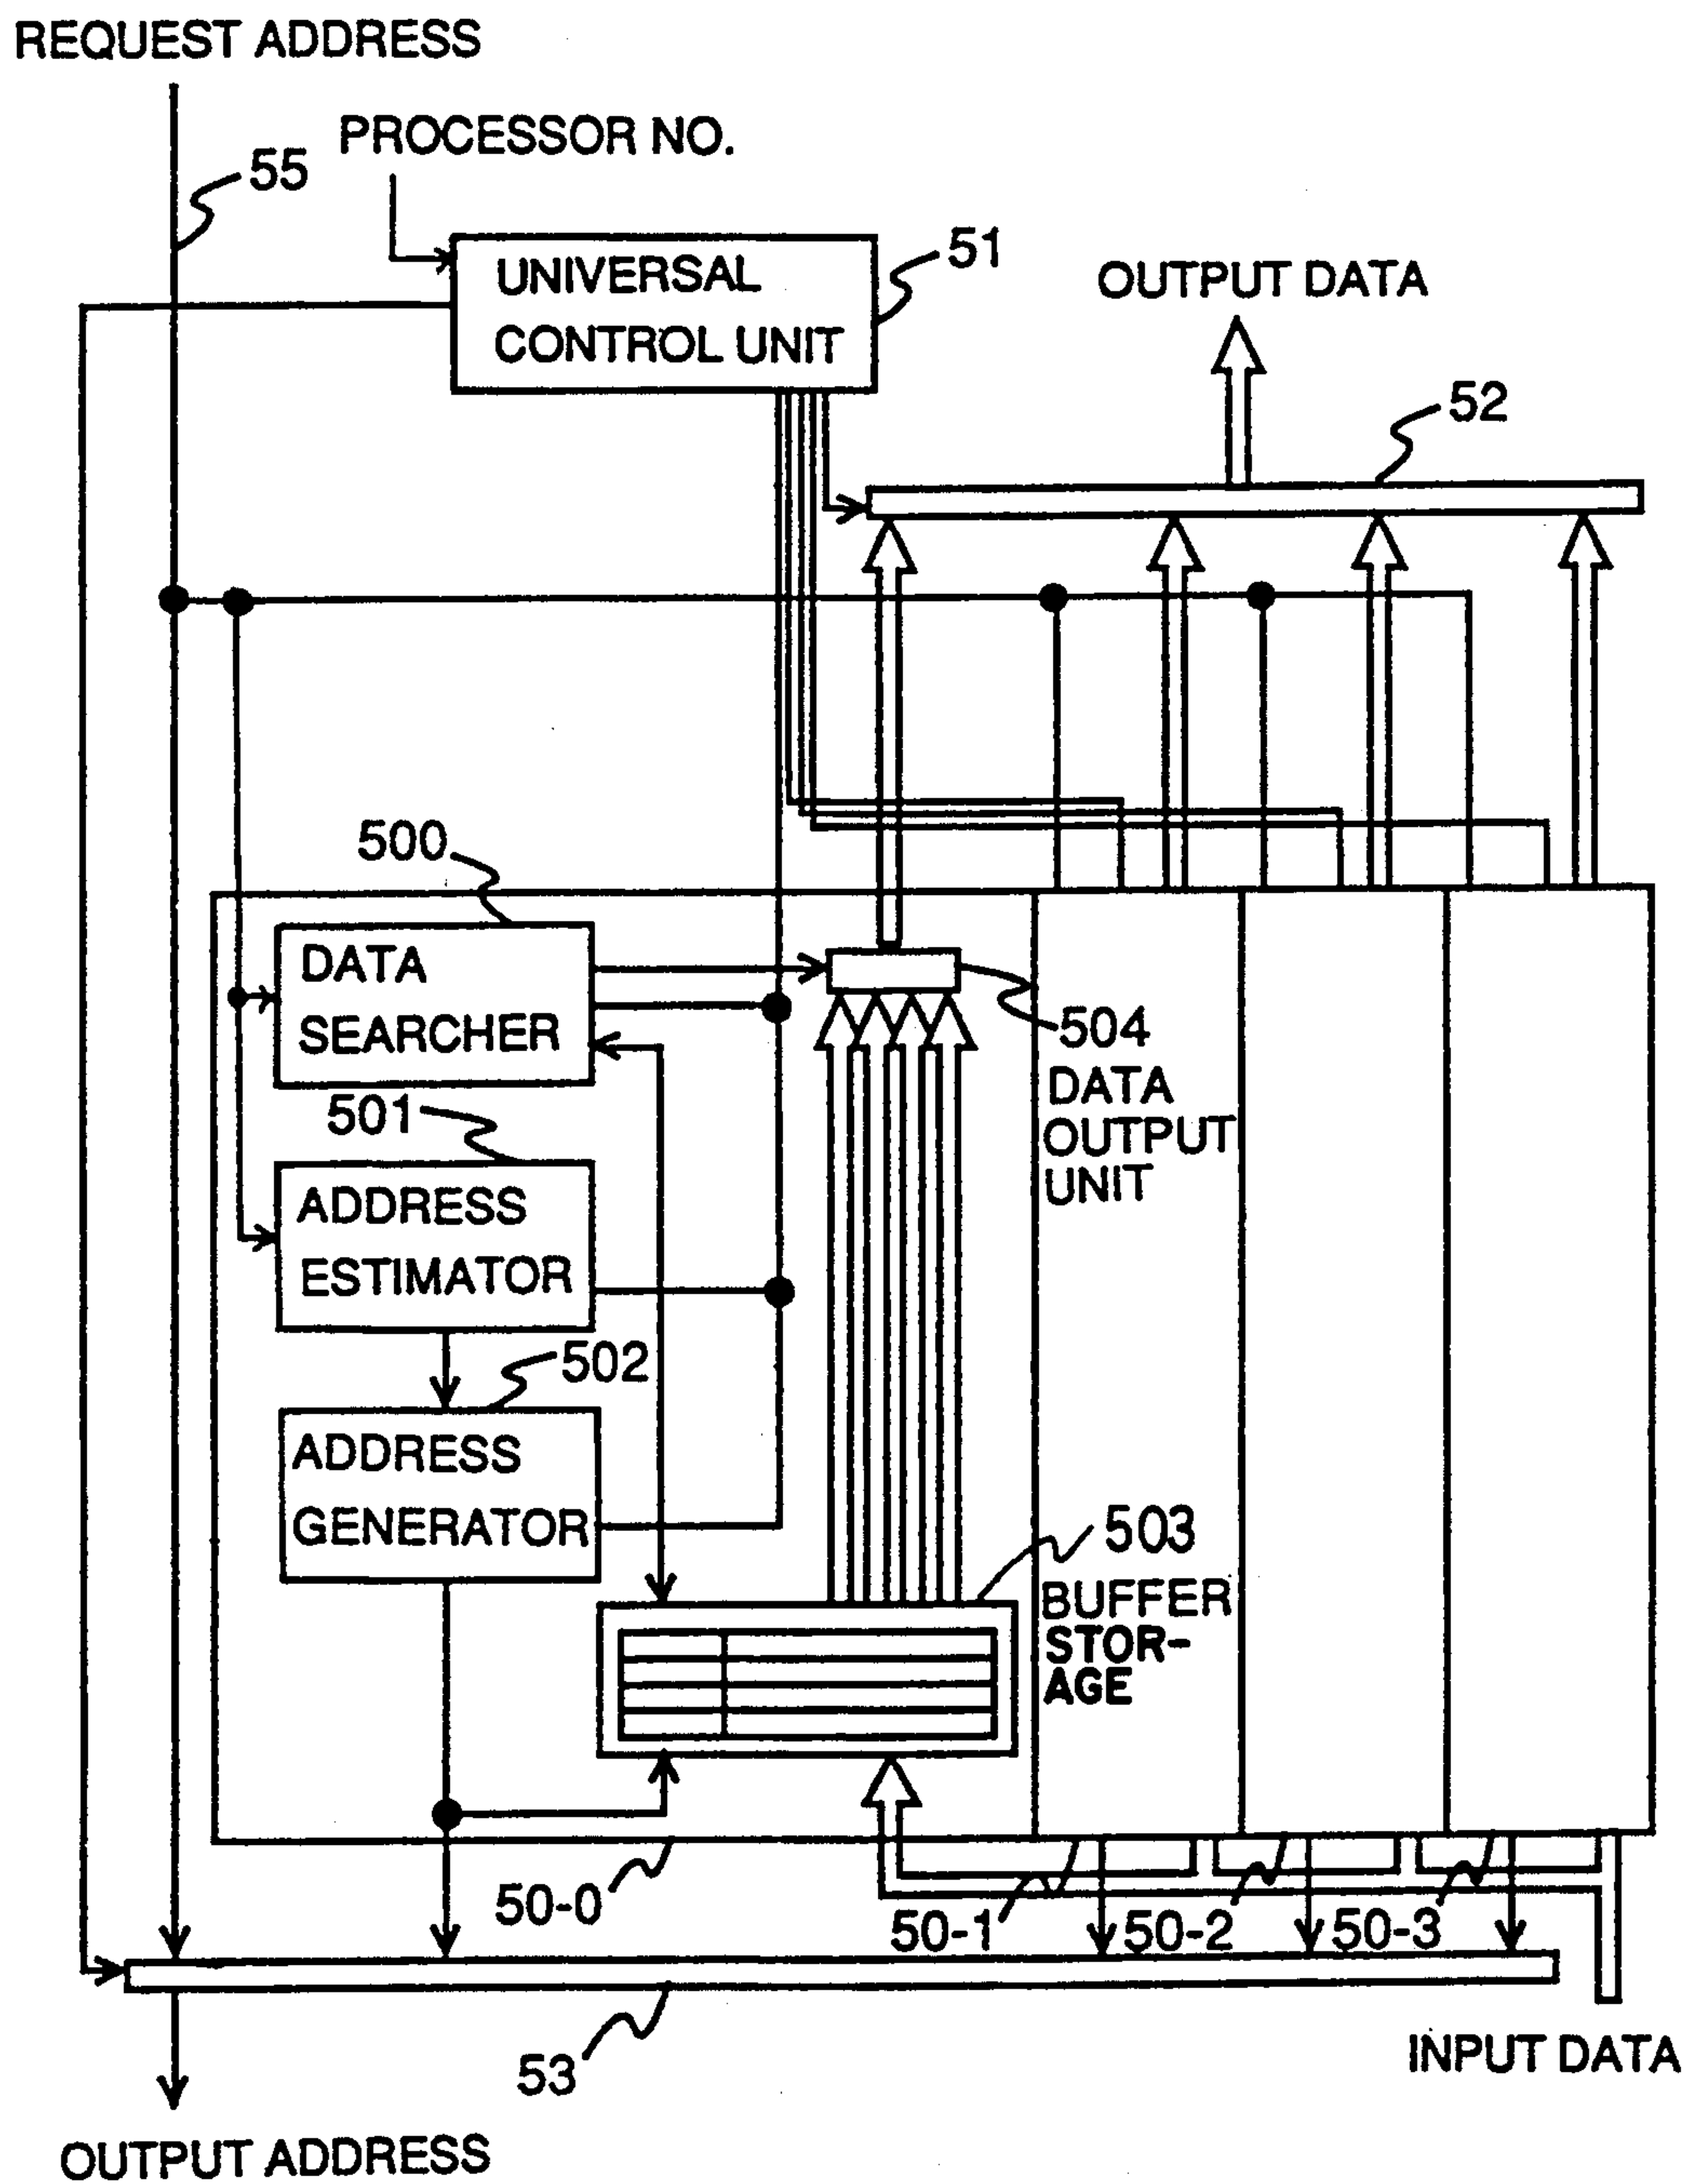 REQUEST ADDRESS
PROCESSOR NO.
55
UNIVERSAL
CONTROL UNIT
51
OUTPUT DATA
52
500
DATA
SEARCHER
504
DATA
OUTPUT
UNIT
501
ADDRESS
ESTIMATOR
502
ADDRESS
GENERATOR
503
BUFFER
STOR-
AGE
50-0
50-1
50-2
50-3
53
INPUT DATA
OUTPUT ADDRESS